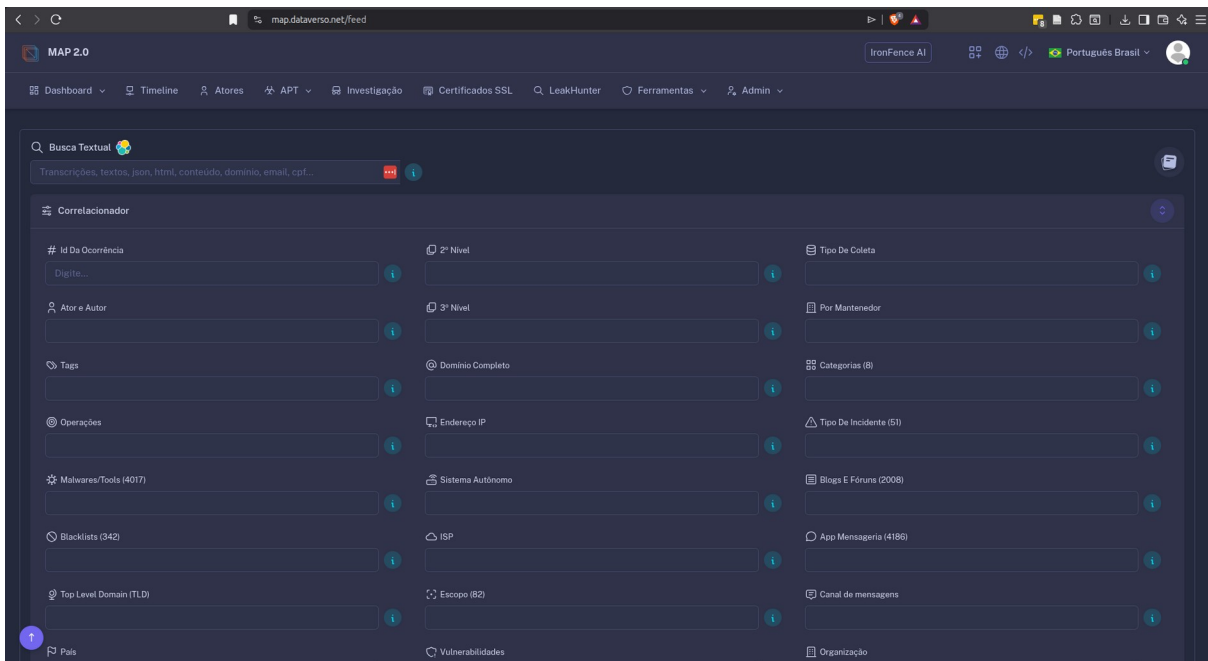 map.dataverso.net/feed
MAP 2.0
IronFence AI
Português Brasil
Dashboard
Timeline
Atores
APT
Investigação
Certificados SSL
LeakHunter
Ferramentas
Admin
Busca Textual
Transcrições, textos, json, html, conteúdo, domínio, email, cpf...
Correlacionador
Id Da Ocorrência
2º Nível
Tipo De Coleta
Digite...
Ator e Autor
3º Nível
Por Mantenedor
Tags
Domínio Completo
Categorias (8)
Operações
Endereço IP
Tipo De Incidente (51)
Malwares/Tools (4017)
Sistema Autônomo
Blogs E Fóruns (2008)
Blacklists (342)
ISP
App Mensageria (4186)
Top Level Domain (TLD)
Escopo (82)
Canal de mensagens
País
Vulnerabilidades
Organização